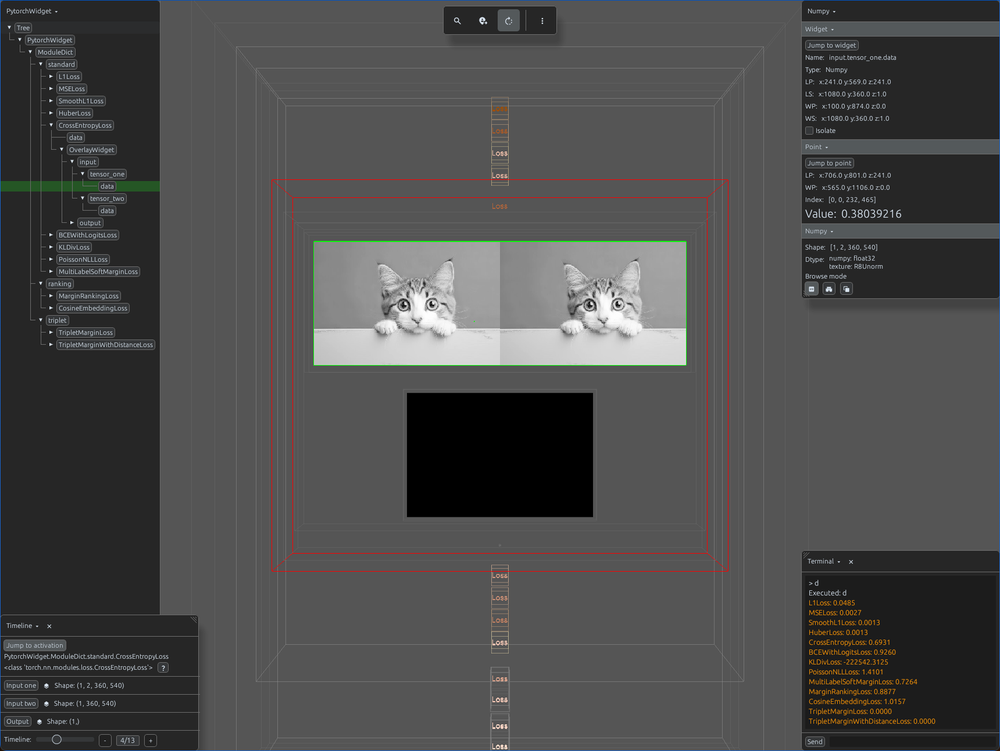 PytorchWidget
Tree
PytorchWidget
ModuleDict
standard
L1Loss
MSELoss
SmoothL1Loss
HuberLoss
CrossEntropyLoss
data
OverlayWidget
input
tensor_one
data
tensor_two
data
output
BCEWithLogitsLoss
KLDivLoss
PoissonNLLLoss
MultiLabelSoftMarginLoss
ranking
MarginRankingLoss
CosineEmbeddingLoss
triplet
TripletMarginLoss
TripletMarginWithDistanceLoss
Timeline
Jump to activation
PytorchWidget.ModuleDict.standard.CrossEntropyLoss
<class 'torch.nn.modules.loss.CrossEntropyLoss'> ?
Input one Shape: (1, 2, 360, 540)
Input two Shape: (1, 360, 540)
Output Shape: (1,)
Timeline: - 4/13 +
Loss
Loss
Loss
Loss
Loss
Loss
Loss
Loss
Loss
Loss
Loss
Loss
Loss
Numpy
Widget
Jump to widget
Name: input.tensor_one.data
Type: Numpy
LP: x:241.0 y:569.0 z:241.0
LS: x:1080.0 y:360.0 z:1.0
WP: x:100.0 y:874.0 z:0.0
WS: x:1080.0 y:360.0 z:1.0
Isolate
Point
Jump to point
LP: x:706.0 y:801.0 z:241.0
WP: x:565.0 y:1106.0 z:0.0
Index: [0, 0, 232, 465]
Value: 0.38039216
Numpy
Shape: [1, 2, 360, 540]
Dtype: numpy: float32
texture: R8Unorm
Browse mode
Terminal
> d
Executed: d
L1Loss: 0.0485
MSELoss: 0.0027
SmoothL1Loss: 0.0013
HuberLoss: 0.0013
CrossEntropyLoss: 0.6931
BCEWithLogitsLoss: 0.9260
KLDivLoss: -222542.3125
PoissonNLLLoss: 1.4101
MultiLabelSoftMarginLoss: 0.7264
MarginRankingLoss: 0.8877
CosineEmbeddingLoss: 1.0157
TripletMarginLoss: 0.0000
TripletMarginWithDistanceLoss: 0.0000
Send